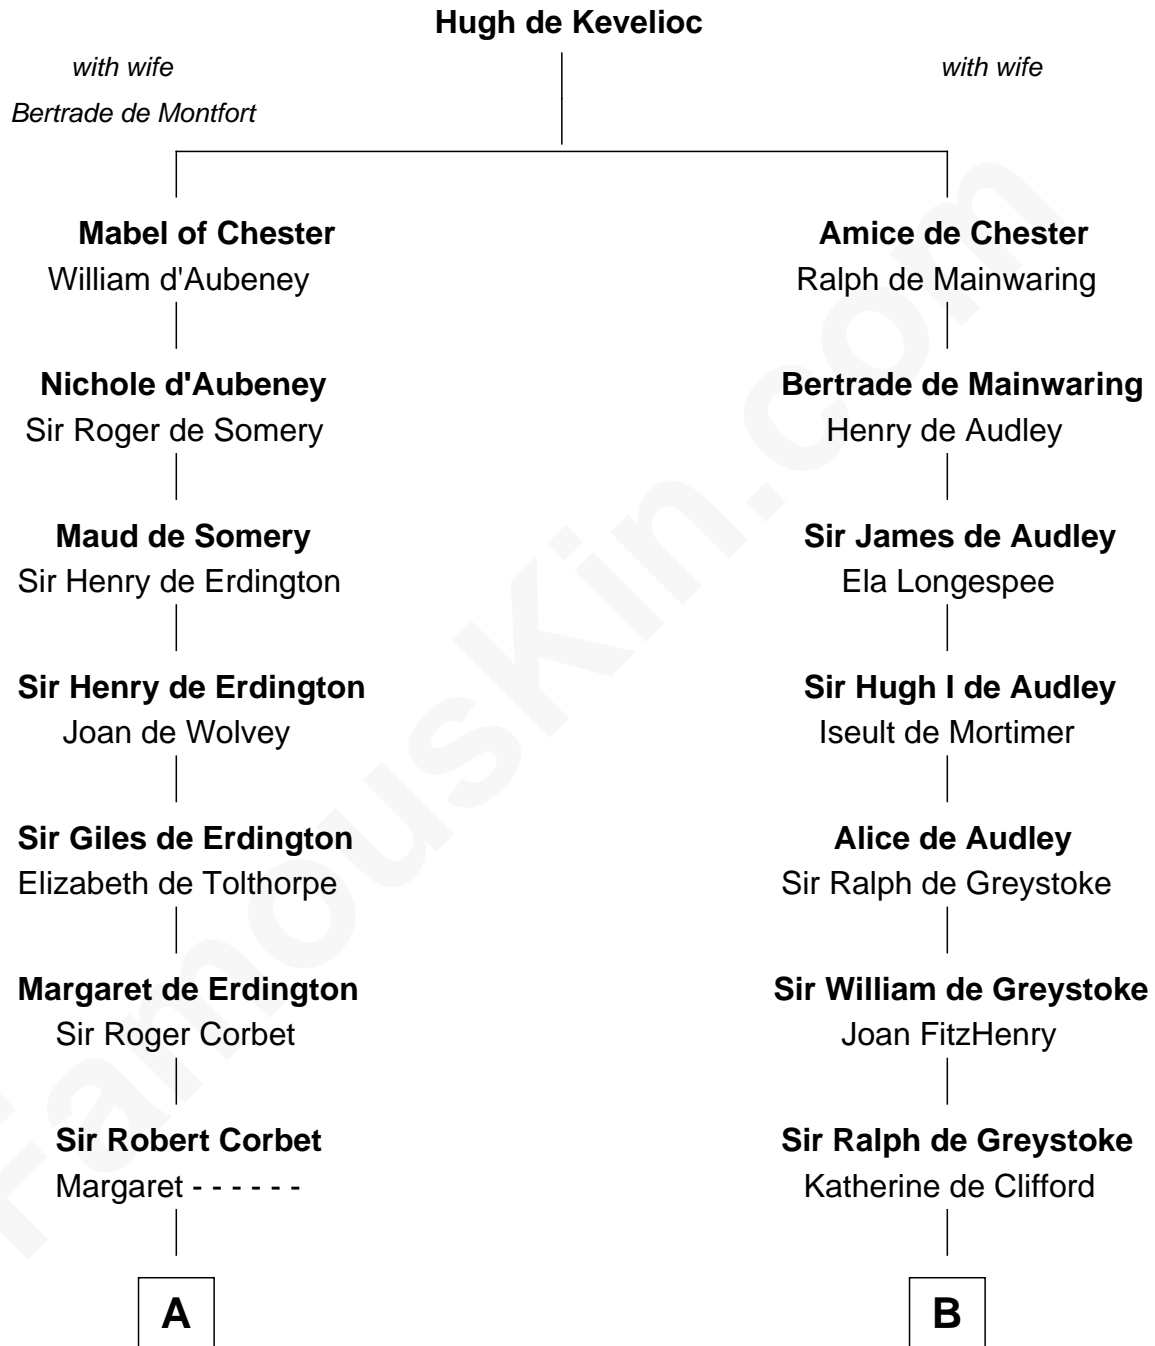 Hugh de Kevelioc
with wife
with wife
Bertrade de Montfort
Mabel of Chester
William d'Aubeney
Amice de Chester
Ralph de Mainwaring
Nichole d'Aubeney
Sir Roger de Somery
Bertrade de Mainwaring
Henry de Audley
Maud de Somery
Sir Henry de Erdington
Sir James de Audley
Ela Longespee
Sir Henry de Erdington
Joan de Wolvey
Sir Hugh I de Audley
Iseult de Mortimer
Sir Giles de Erdington
Elizabeth de Tolthorpe
Alice de Audley
Sir Ralph de Greystoke
Margaret de Erdington
Sir Roger Corbet
Sir William de Greystoke
Joan FitzHenry
Sir Robert Corbet
Margaret - - - - - -
Sir Ralph de Greystoke
Katherine de Clifford
A
B
FamousKin.com